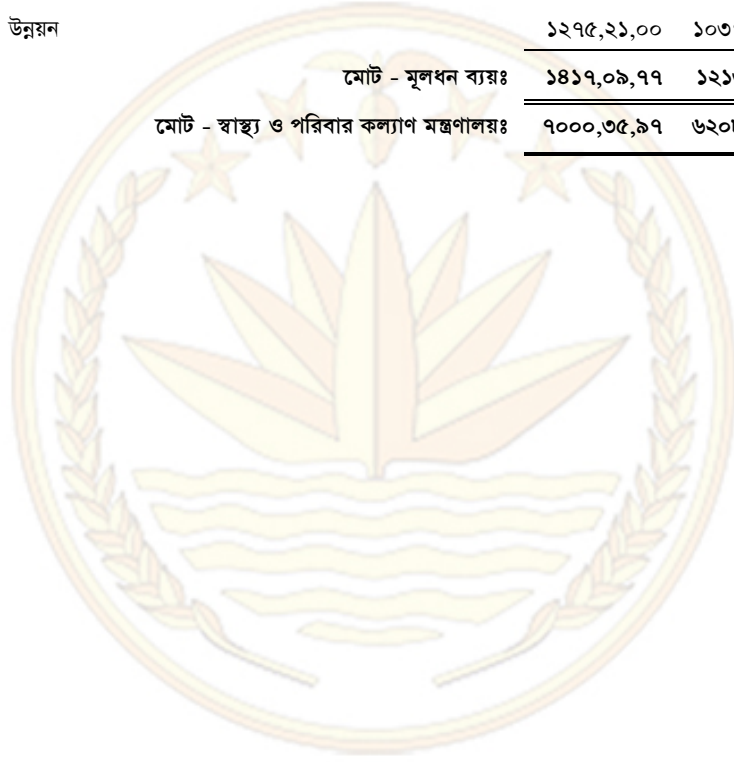 উন্নয়ন ১২৭৫,২১,০০
মোট - মূলধন ব্যয়ঃ ১৪১৭,০৯,৭৭
মোট - স্বাস্থ্য ও পরিবার কল্যাণ মন্ত্রণালয়ঃ ৭০০০,৩৫,৯৭